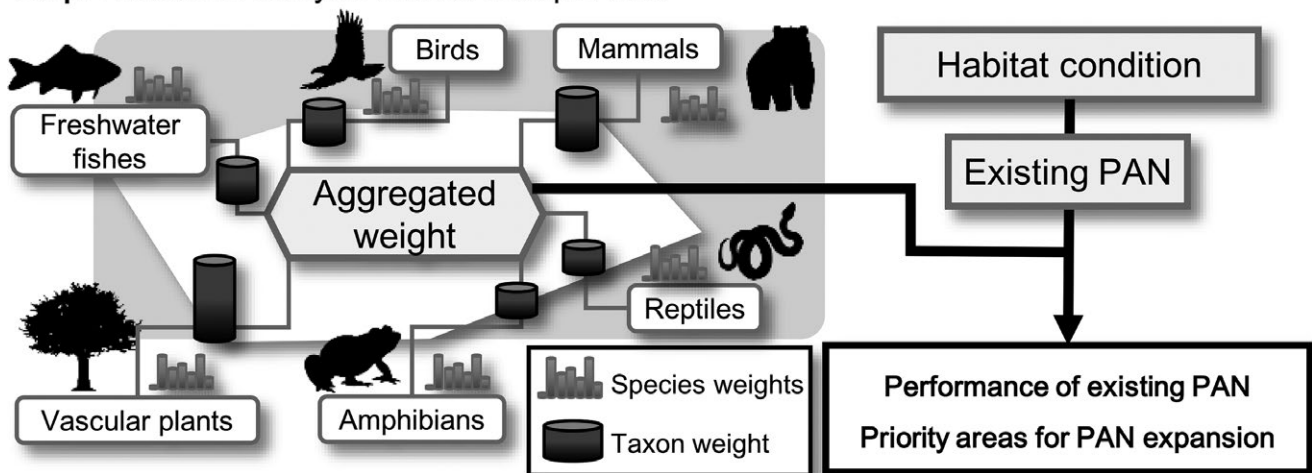 Birds
Mammals
Freshwater
fishes
Habitat condition
Existing PAN
Aggregated
weight
Reptiles
Vascular plants
Amphibians
Species weights
Taxon weight
Performance of existing PAN
Priority areas for PAN expansion